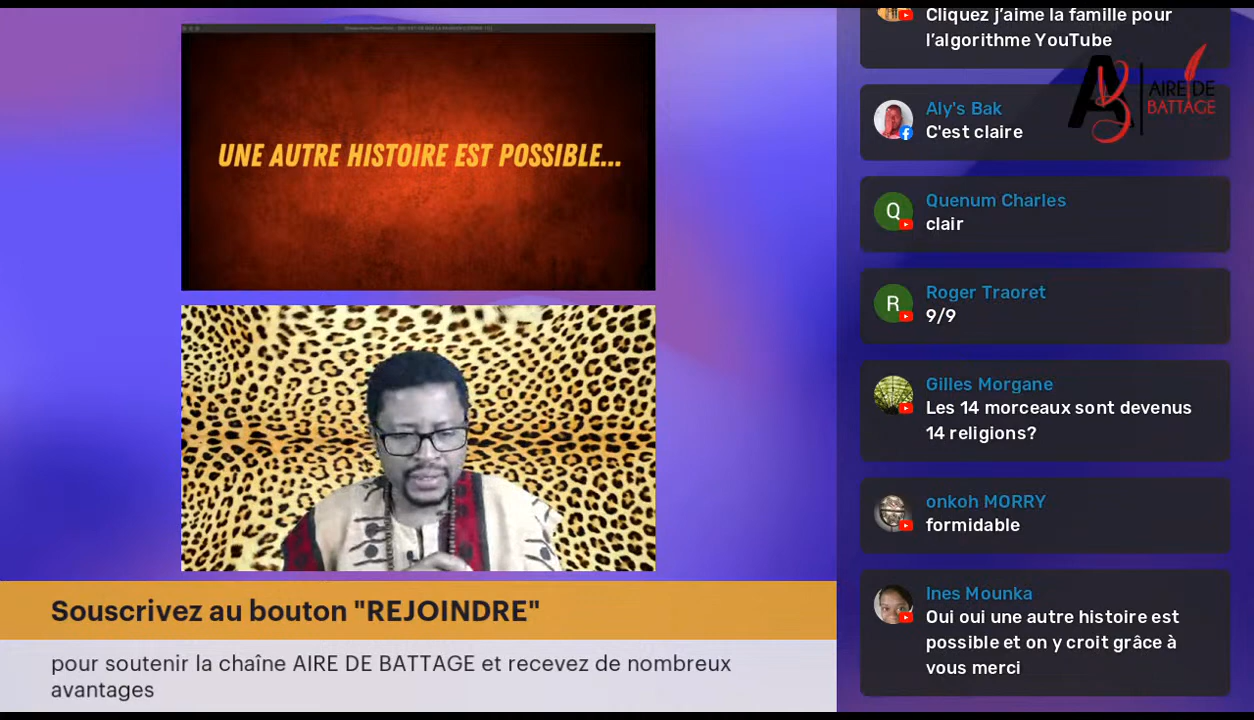 UNE AUTRE HISTOIRE EST POSSIBLE...
Souscrivez au bouton "REJOINDRE"
pour soutenir la chaîne AIRE DE BATTAGE et recevez de nombreux
avantages
Cliquez j’aime la famille pour
l’algorithme YouTube
AIRE DE
BATTAGE
Aly's Bak
C'est claire
Q
Quenum Charles
clair
R
Roger Traoret
9/9
Gilles Morgane
Les 14 morceaux sont devenus
14 religions?
onkoh MORRY
formidable
Ines Mounka
Oui oui une autre histoire est
possible et on y croit grâce à
vous merci